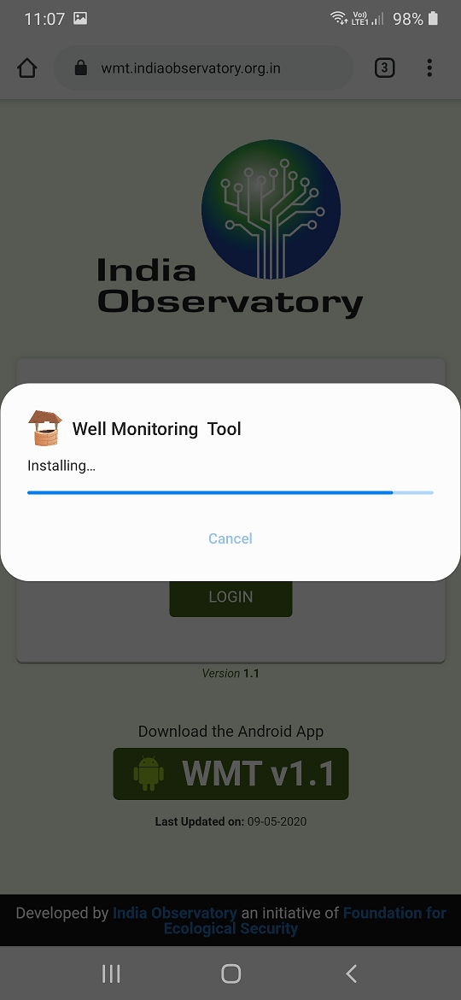 11:07
Vo))
LTE1
98%
wmt.indiaobservatory.org.in
3
India
Observatory
Well Monitoring  Tool
Installing...
Cancel
LOGIN
Version 1.1
Download the Android App
WMT v1.1
Last Updated on: 09-05-2020
Developed by India Observatory an initiative of Foundation for
Ecological Security